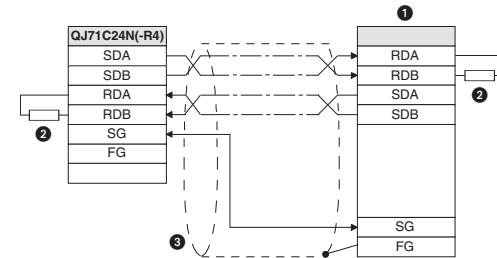 ❶
QJ71C24N(-R4)
SDA
SDB
RDA
RDB
SG
FG
❷
RDA
RDB
SDA
SDB
SG
FG
❷
❸